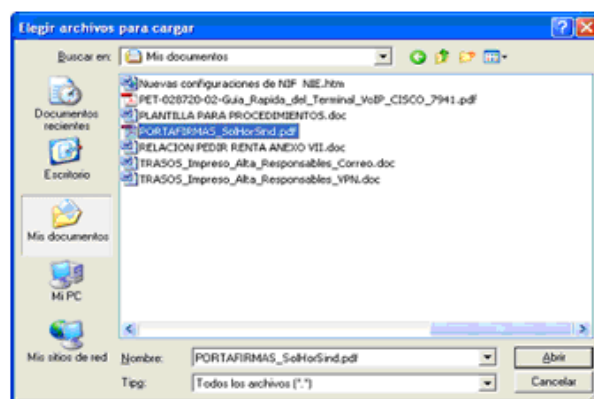 Elegir archivos para cargar
Buscar en: Mis documentos
Documentos recientes
Escritorio
Mis documentos
Mi PC
Mis sitios de red
Nuevas configuraciones de NIF NIE.htm
PET-028720-02-Guia_Rapida_del_Terminal_VoIP_CISCO_7941.pdf
PLANTILLA PARA PROCEDIMIENTOS.doc
PORTAFIRMAS_SolHorSind.pdf
RELACION PEDIR RENTA ANEXO VII.doc
TRASOS_Impreso_Alta_Responsables_Correo.doc
TRASOS_Impreso_Alta_Responsables_VPN.doc
Nombre: PORTAFIRMAS_SolHorSind.pdf Abrir
Tipo: Todos los archivos (*.*) Cancelar